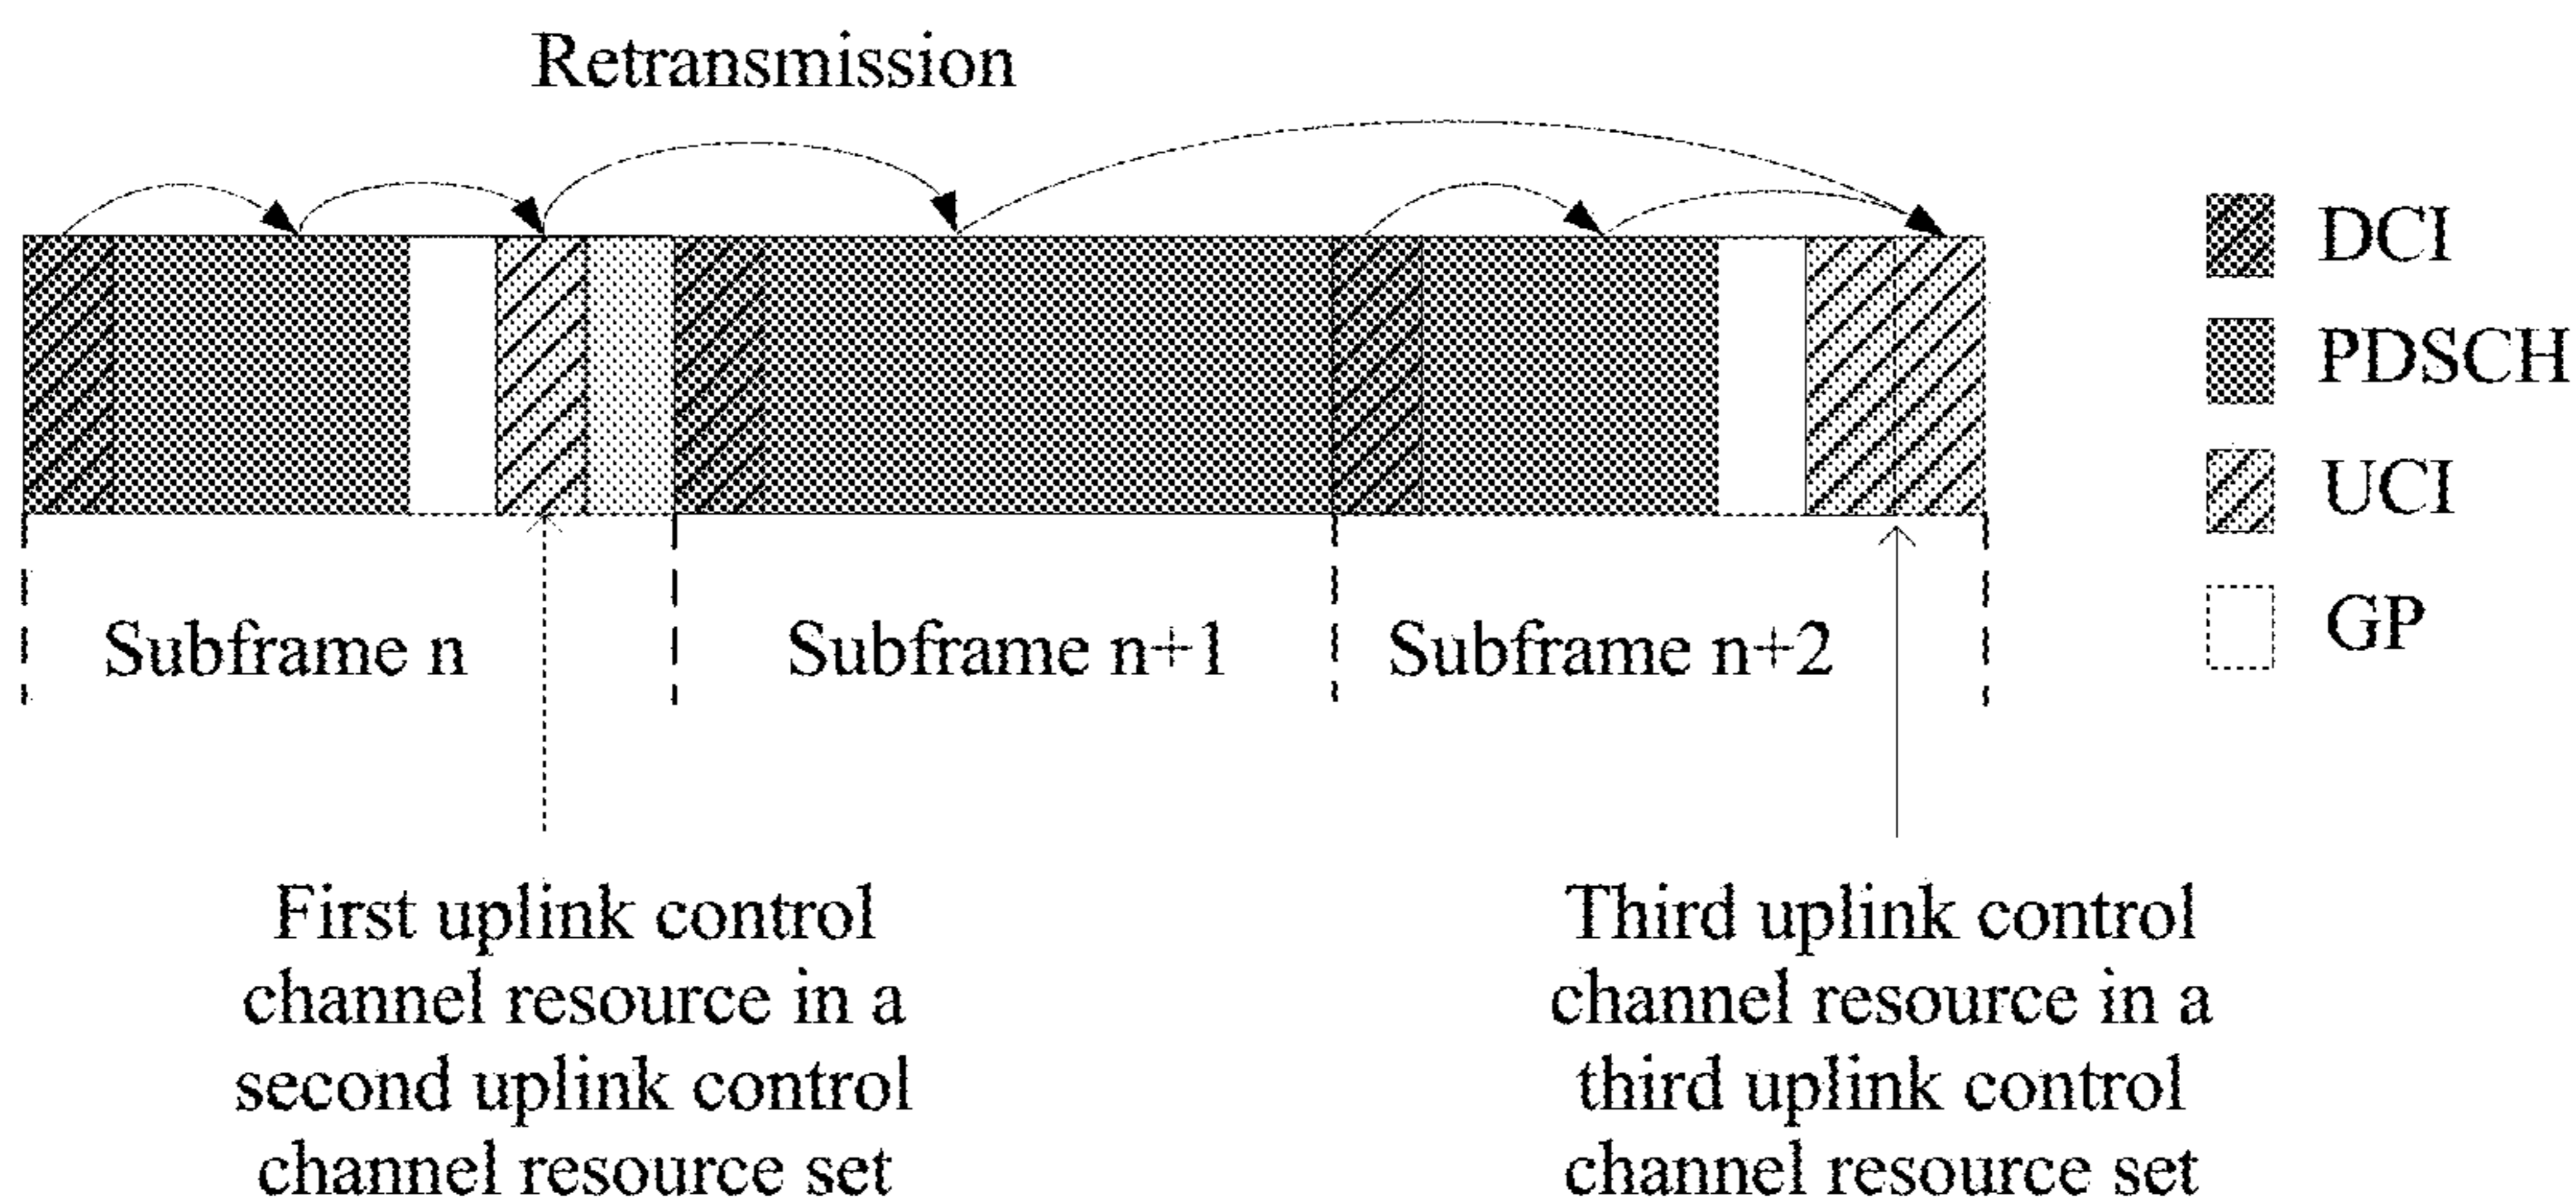 Retransmission
DCI
PDSCH
UCI
GP
Subframe n
Subframe n+1
Subframe n+2
First uplink control
channel resource in a
second uplink control
channel resource set
Third uplink control
channel resource in a
third uplink control
channel resource set